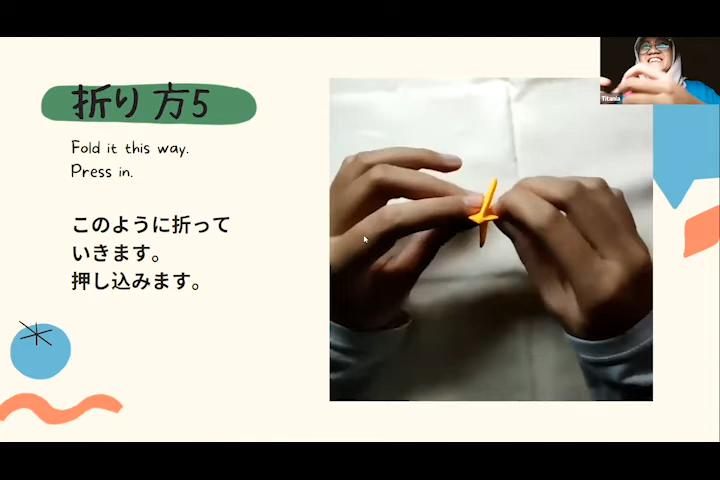 折り方5
Fold it this way.
Press in.
このように折って
いきます。
押し込みます。
Titania